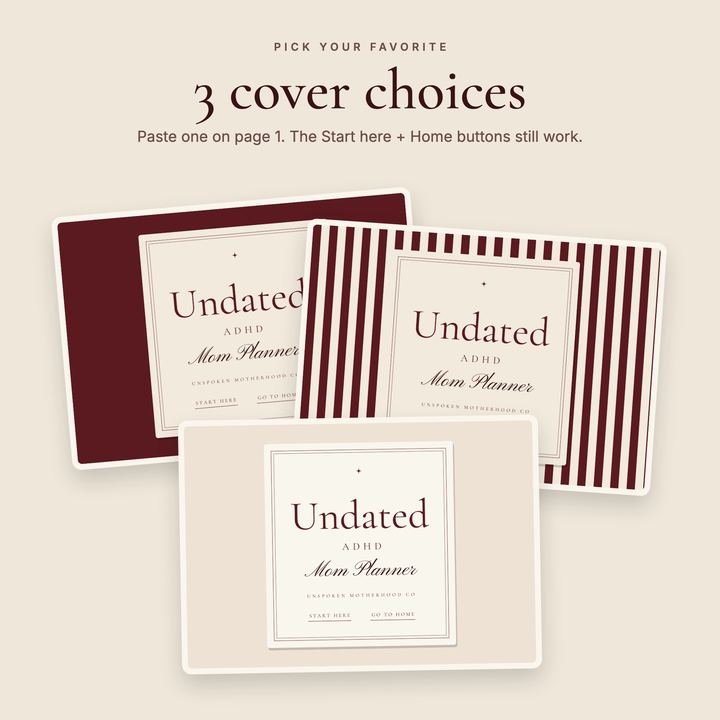 PICK YOUR FAVORITE
3 cover choices
Paste one on page 1. The Start here + Home buttons still work.
Undated
ADHD
Mom Planner
UNSPOKEN MOTHERHOOD
START HERE GO TO
Undated
ADHD
Mom Planner
UNSPOKEN MOTHERHOOD CO
Undated
ADHD
Mom Planner
UNSPOKEN MOTHERHOOD CO
START HERE GO TO HOME